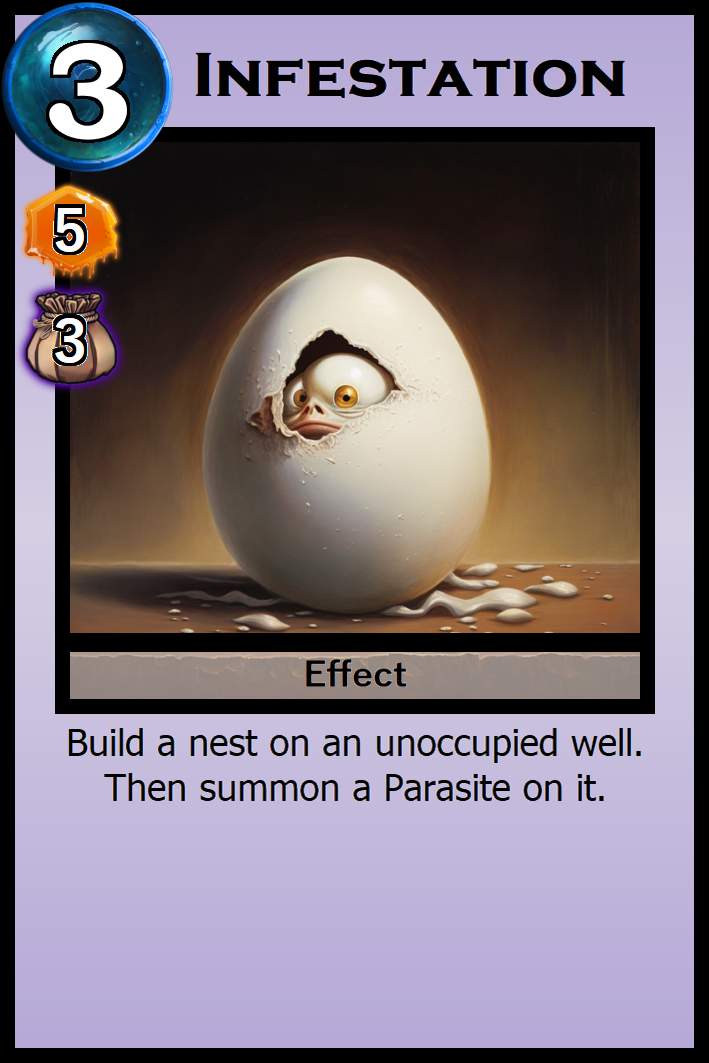 3
Infestation
5
3
Effect
Build a nest on an unoccupied well.
Then summon a Parasite on it.